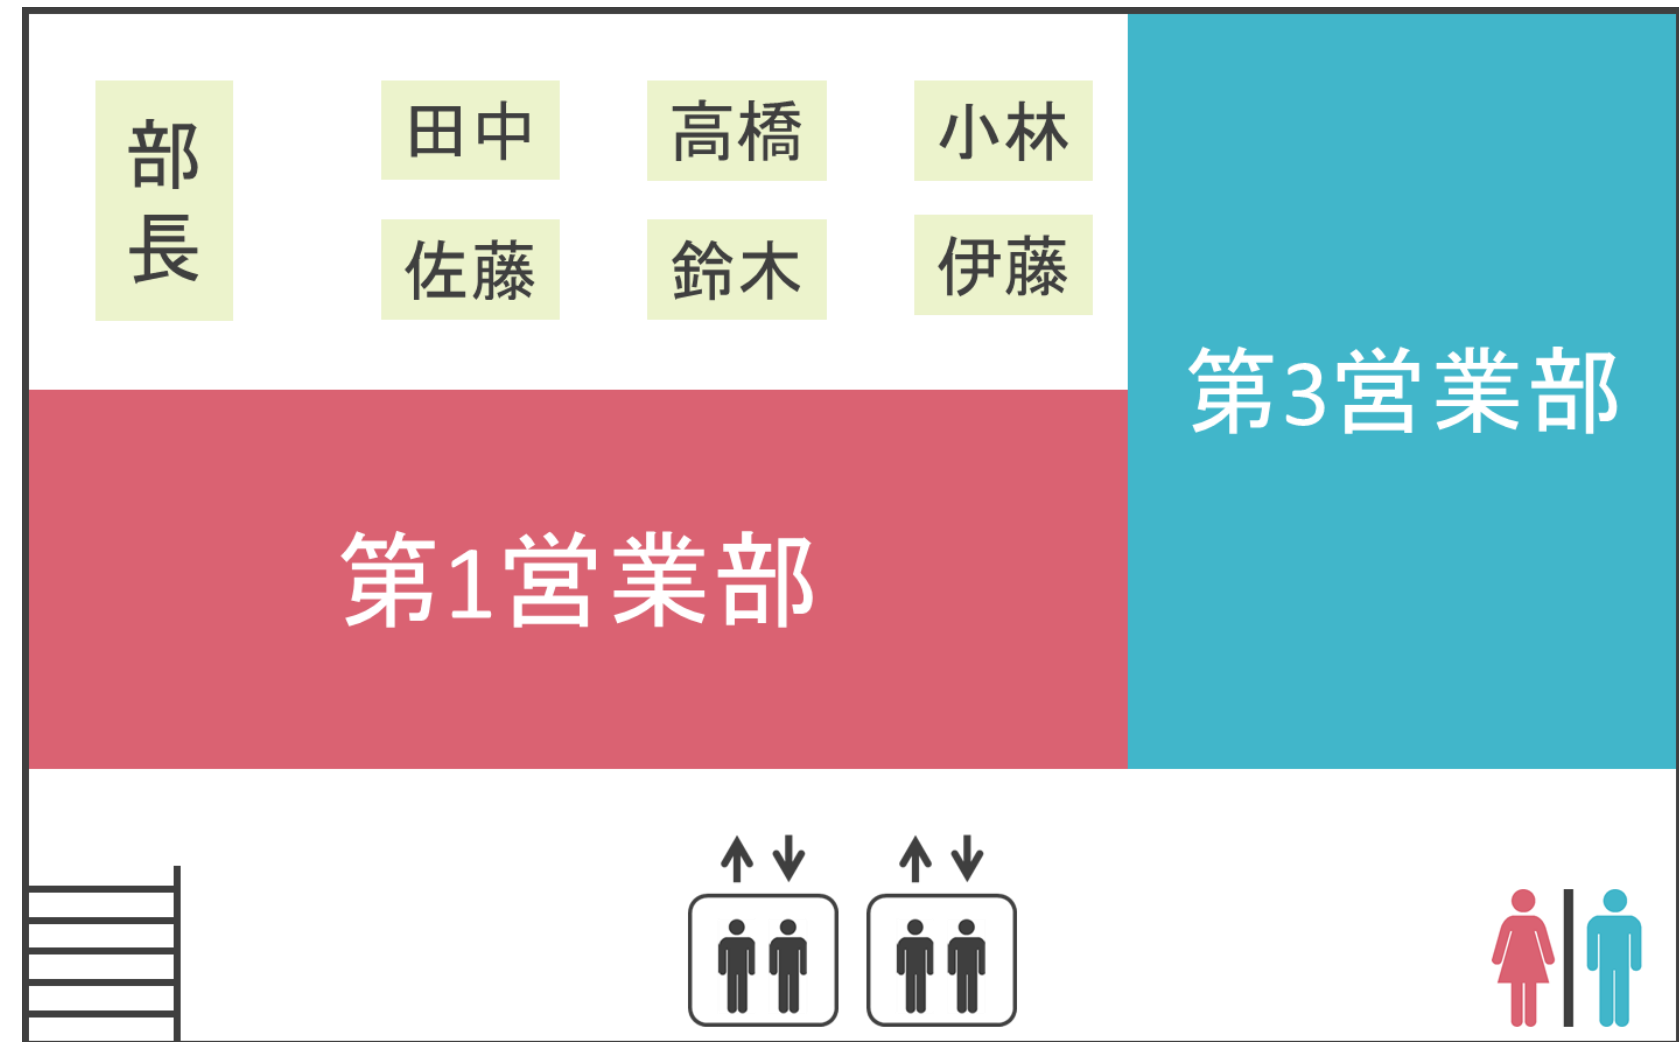 部長
田中 高橋 小林
佐藤 鈴木 伊藤
第3営業部
第1営業部